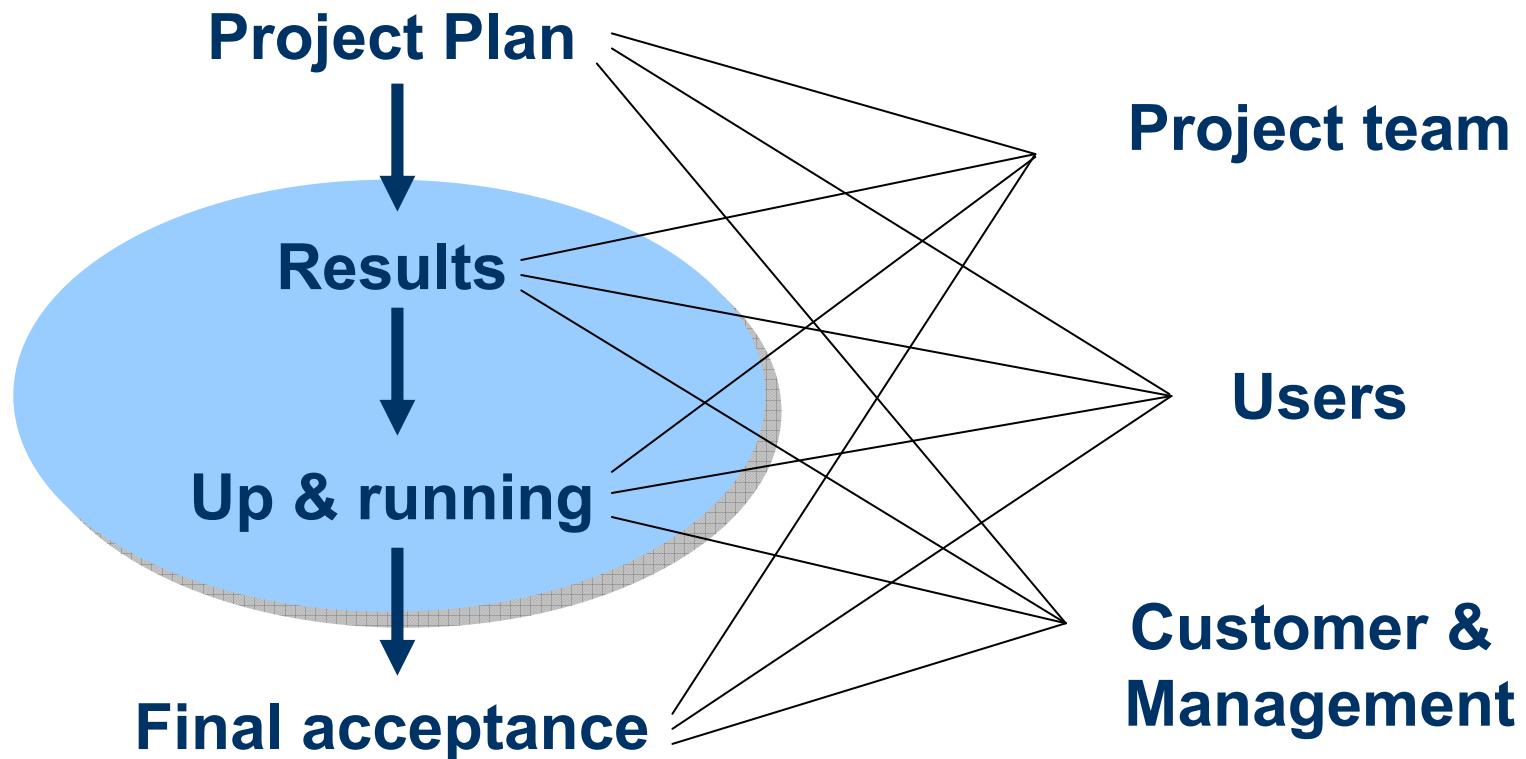 Project Plan
Project team
Results
Users
Up & running
Customer &
Management
Final acceptance